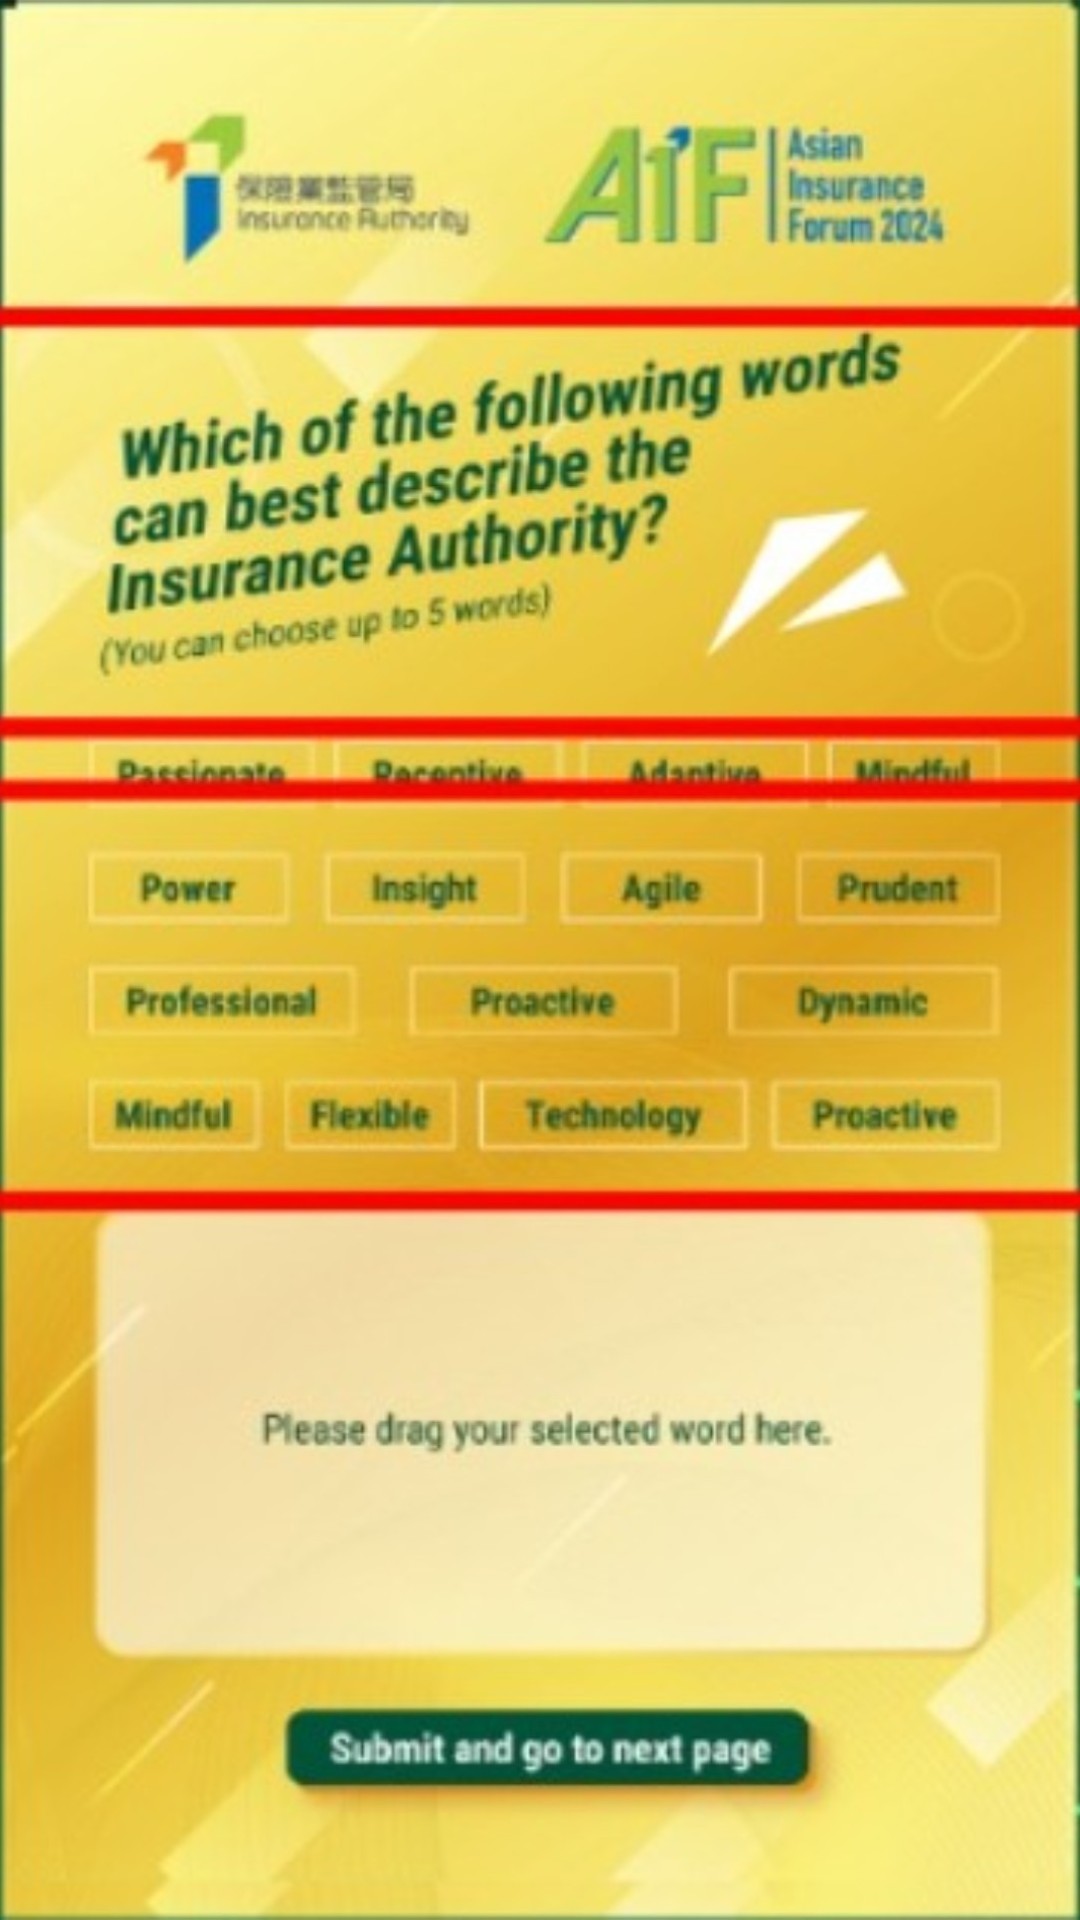 保險業監管局
Insurance Authority
AiF
Asian
Insurance
Forum 2024
Which of the following words
can best describe the
Insurance Authority?
(You can choose up to 5 words)
Passionate Receptive Adaptive Mindful
Power Insight Agile Prudent
Professional Proactive Dynamic
Mindful Flexible Technology Proactive
Please drag your selected word here.
Submit and go to next page